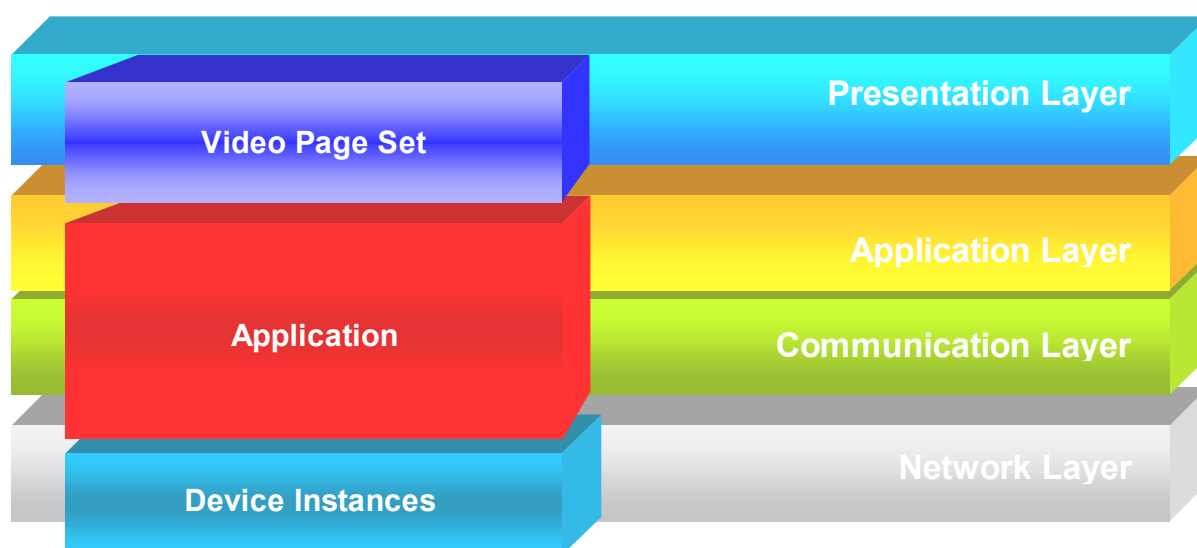 Presentation Layer
Video Page Set
Application Layer
Application
Communication Layer
Network Layer
Device Instances